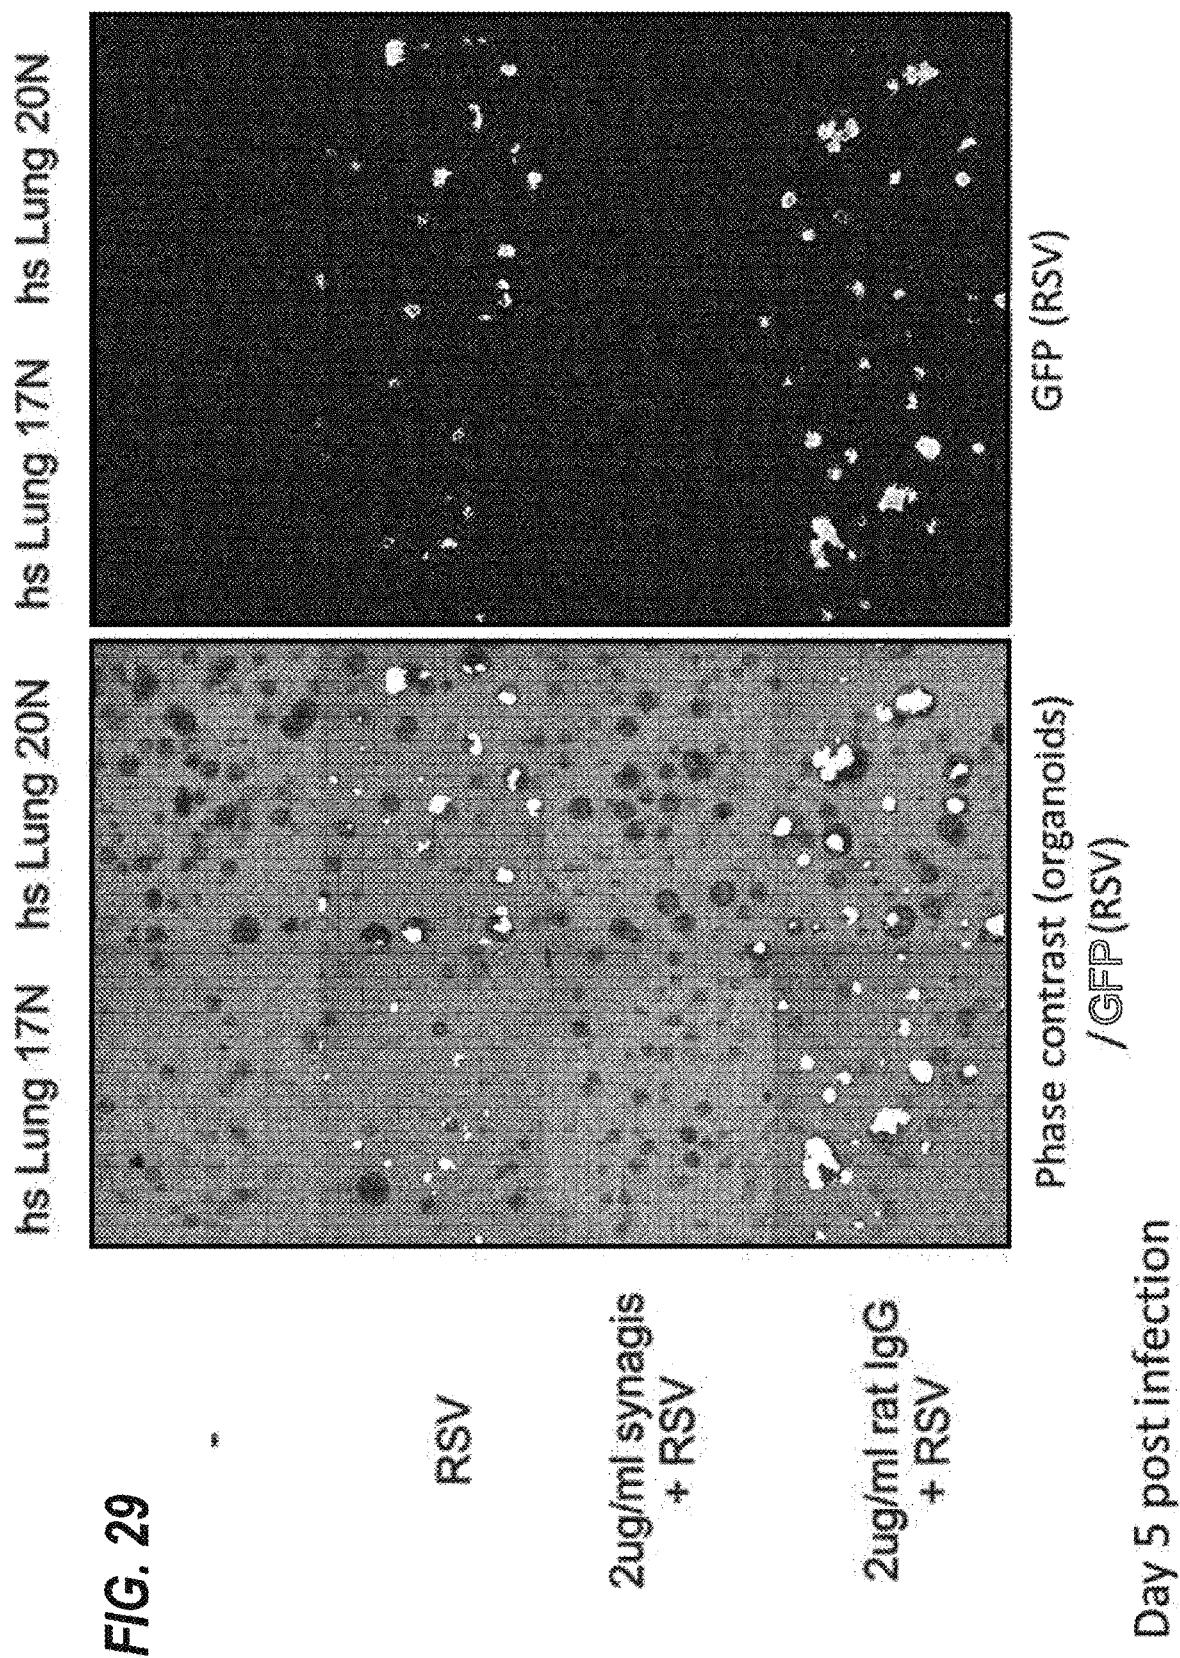 FIG. 29
hs Lung 17N hs Lung 20N hs Lung 17N hs Lung 20N
-
RSV
2ug/ml synagis
+ RSV
2ug/ml rat IgG
+ RSV
Phase contrast (organoids)
/ GFP (RSV)
GFP (RSV)
Day 5 post infection